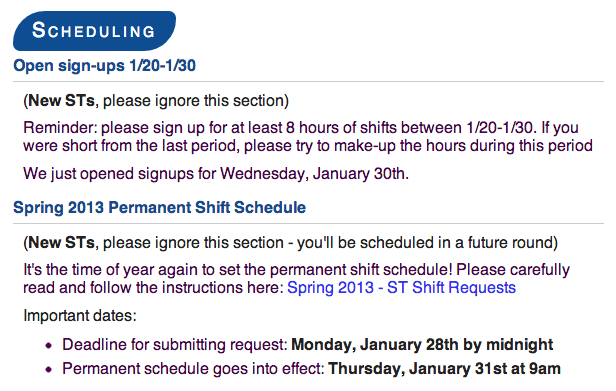 SCHEDULING
Open sign-ups 1/20-1/30
(New STs, please ignore this section)
Reminder: please sign up for at least 8 hours of shifts between 1/20-1/30. If you
were short from the last period, please try to make-up the hours during this period
We just opened signups for Wednesday, January 30th.
Spring 2013 Permanent Shift Schedule
(New STs, please ignore this section - you'll be scheduled in a future round)
It's the time of year again to set the permanent shift schedule! Please carefully
read and follow the instructions here: Spring 2013 - ST Shift Requests
Important dates:
• Deadline for submitting request: Monday, January 28th by midnight
• Permanent schedule goes into effect: Thursday, January 31st at 9am